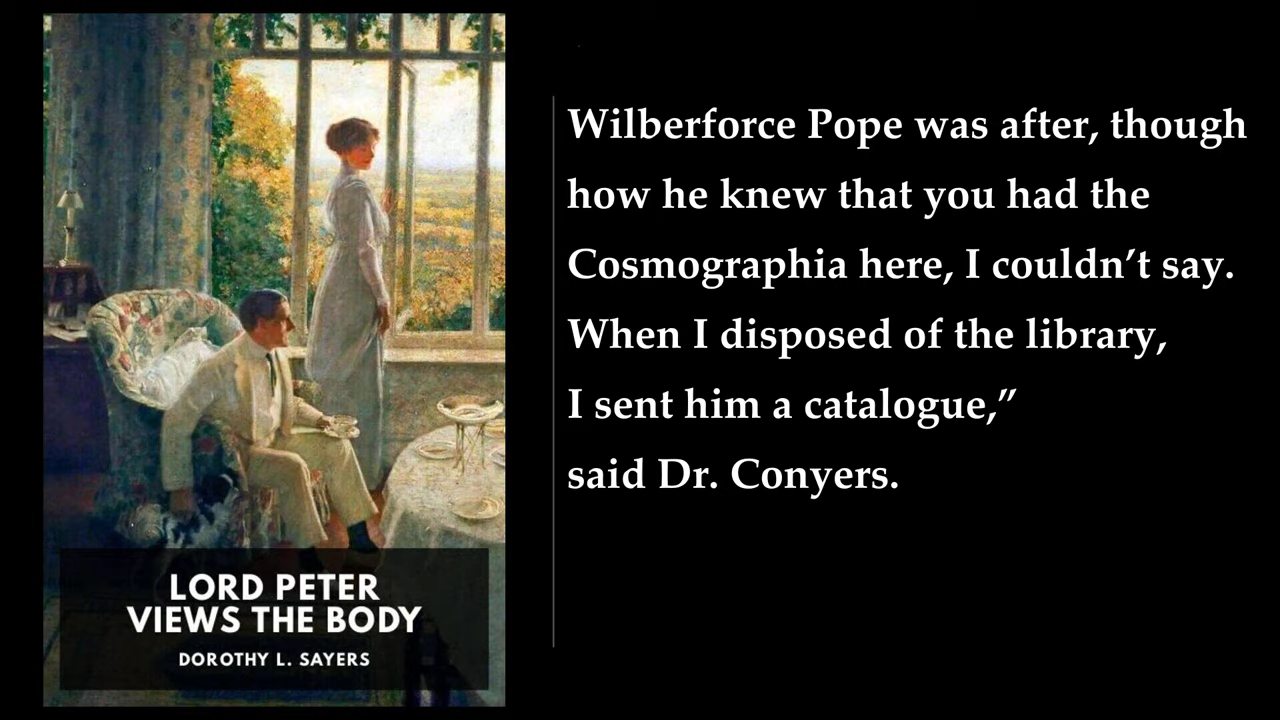 Wilberforce Pope was after, though
how he knew that you had the
Cosmographia here, I couldn’t say.
When I disposed of the library,
I sent him a catalogue,”
said Dr. Conyers.
LORD PETER
VIEWS THE BODY
DOROTHY L. SAYERS